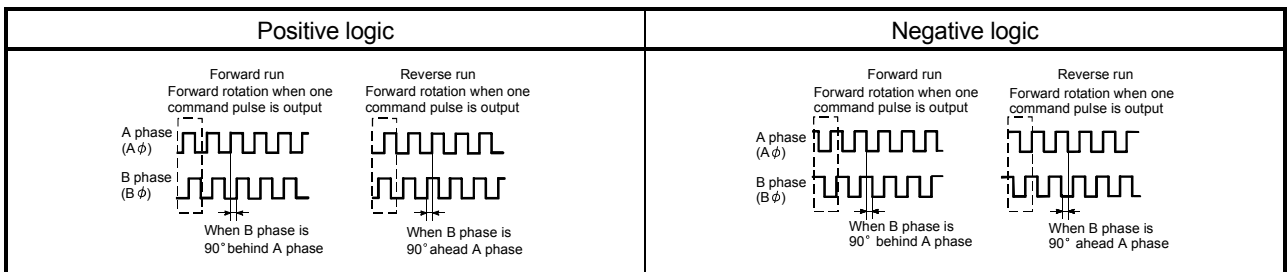 Positive logic
Negative logic
Forward run
Forward rotation when one
command pulse is output
Reverse run
Forward rotation when one
command pulse is output
A phase
(Aϕ)
B phase
(Bϕ)
When B phase is
90° behind A phase
When B phase is
90° ahead A phase
Forward run
Forward rotation when one
command pulse is output
Reverse run
Forward rotation when one
command pulse is output
A phase
(Aϕ)
B phase
(Bϕ)
When B phase is
90° behind A phase
When B phase is
90° ahead A phase